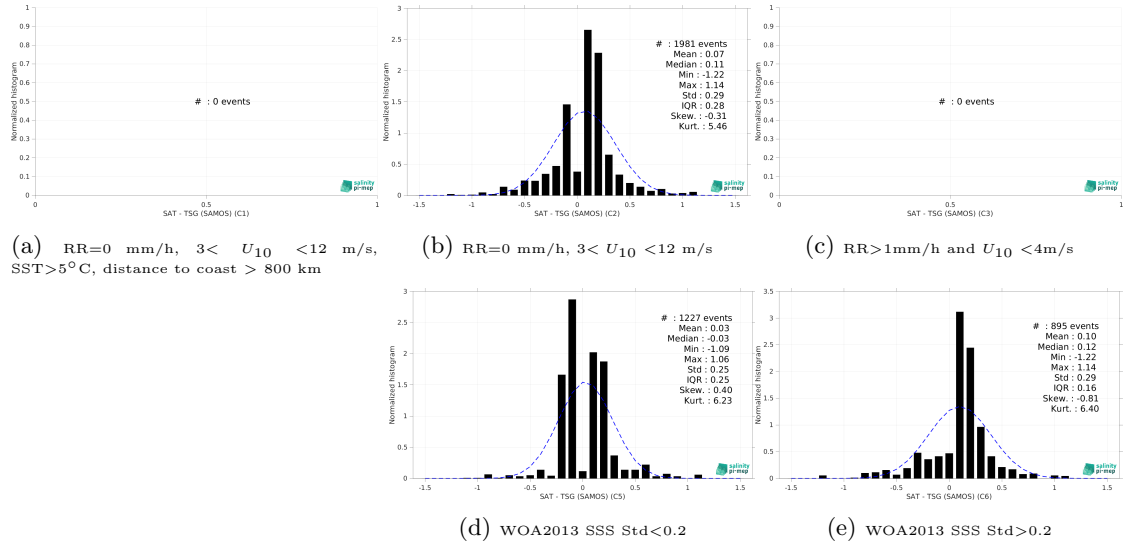 1
0.9
0.8
0.7
0.6
0.5
0.4
0.3
0.2
0.1
0
Normalized histogram
# : 0 events
salinity
pi-mep
0 0.5 1
SAT - TSG (SAMOS) (C1)
(a) RR=0 mm/h, 3< U10 <12 m/s,
SST>5°C, distance to coast > 800 km
3
2.5
2
1.5
1
0.5
0
Normalized histogram
# : 1981 events
Mean : 0.07
Median : 0.11
Min : -1.22
Max : 1.14
Std : 0.29
IQR : 0.28
Skew. : -0.31
Kurt. : 5.46
salinity
pi-mep
-1.5 -1 -0.5 0 0.5 1 1.5
SAT - TSG (SAMOS) (C2)
(b) RR=0 mm/h, 3< U10 <12 m/s
1
0.9
0.8
0.7
0.6
0.5
0.4
0.3
0.2
0.1
0
Normalized histogram
# : 0 events
salinity
pi-mep
0 0.5 1
SAT - TSG (SAMOS) (C3)
(c) RR>1mm/h and U10 <4m/s
3
2.5
2
1.5
1
0.5
0
Normalized histogram
# : 1227 events
Mean : 0.03
Median : -0.03
Min : -1.09
Max : 1.06
Std : 0.25
IQR : 0.25
Skew. : 0.40
Kurt. : 6.23
salinity
pi-mep
-1.5 -1 -0.5 0 0.5 1 1.5
SAT - TSG (SAMOS) (C5)
(d) WOA2013 SSS Std<0.2
3.5
3
2.5
2
1.5
1
0.5
0
Normalized histogram
# : 895 events
Mean : 0.10
Median : 0.12
Min : -1.22
Max : 1.14
Std : 0.29
IQR : 0.16
Skew. : -0.81
Kurt. : 6.40
salinity
pi-mep
-1.5 -1 -0.5 0 0.5 1 1.5
SAT - TSG (SAMOS) (C6)
(e) WOA2013 SSS Std>0.2